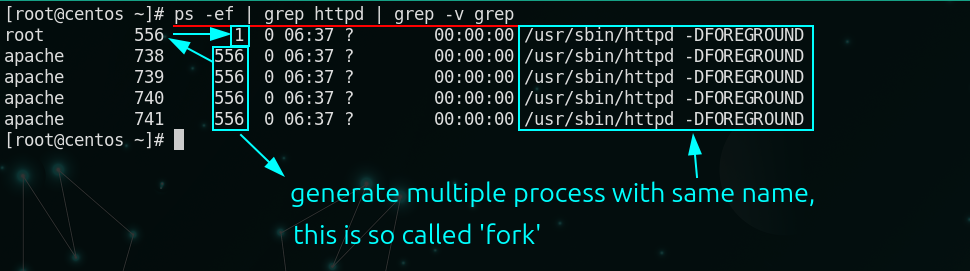 [root@centos ~]# ps -ef | grep httpd | grep -v grep
root 556 1 0 06:37 ? 00:00:00 /usr/sbin/httpd -DFOREGROUND
apache 738 556 0 06:37 ? 00:00:00 /usr/sbin/httpd -DFOREGROUND
apache 739 556 0 06:37 ? 00:00:00 /usr/sbin/httpd -DFOREGROUND
apache 740 556 0 06:37 ? 00:00:00 /usr/sbin/httpd -DFOREGROUND
apache 741 556 0 06:37 ? 00:00:00 /usr/sbin/httpd -DFOREGROUND
[root@centos ~]#
generate multiple process with same name,
this is so called 'fork'